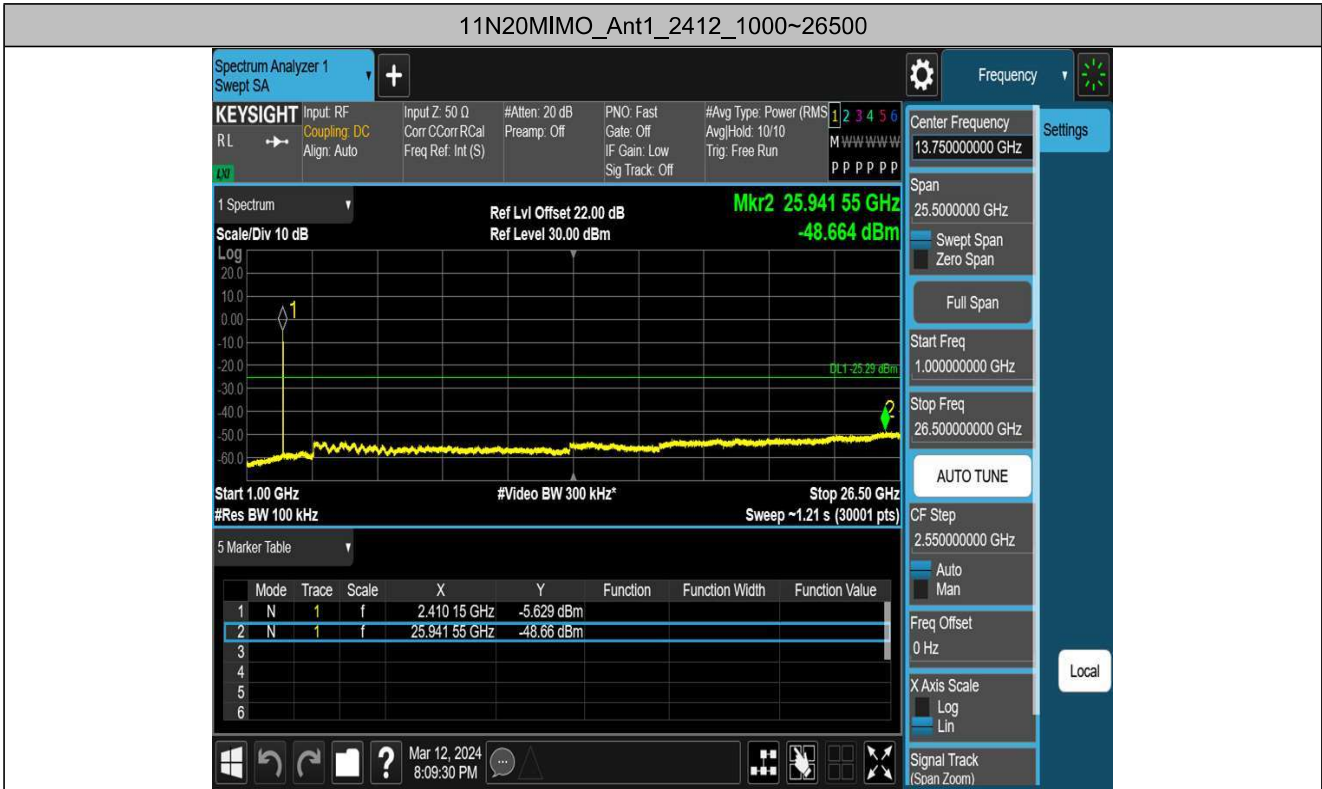 11N20MIMO_Ant1_2412_1000~26500
Spectrum Analyzer 1
Swept SA
+
Frequency
KEYSIGHT
RL
LXI
Input: RF
Coupling: DC
Align: Auto
Input Z: 50 Ω
Corr CCorr RCal
Freq Ref: Int (S)
#Atten: 20 dB
Preamp: Off
PNO: Fast
Gate: Off
IF Gain: Low
Sig Track: Off
#Avg Type: Power (RMS
Avg|Hold: 10/10
Trig: Free Run
1 2 3 4 5 6
M W W W W W
P P P P P P
1 Spectrum
Scale/Div 10 dB
Ref Lvl Offset 22.00 dB
Ref Level 30.00 dBm
Mkr2 25.941 55 GHz
-48.664 dBm
Log
20.0
10.0
0.00
-10.0
-20.0
-30.0
-40.0
-50.0
-60.0
1
DL1 -25.29 dBm
2
Start 1.00 GHz
#Res BW 100 kHz
#Video BW 300 kHz*
Stop 26.50 GHz
Sweep ~1.21 s (30001 pts)
5 Marker Table
Mode Trace Scale X Y Function Function Width Function Value
1 N 1 f 2.410 15 GHz -5.629 dBm
2 N 1 f 25.941 55 GHz -48.66 dBm
3
4
5
6
Mar 12, 2024
8:09:30 PM
?
Center Frequency
13.750000000 GHz
Settings
Span
25.5000000 GHz
Swept Span
Zero Span
Full Span
Start Freq
1.000000000 GHz
Stop Freq
26.500000000 GHz
AUTO TUNE
CF Step
2.550000000 GHz
Auto
Man
Freq Offset
0 Hz
Local
X Axis Scale
Log
Lin
Signal Track
(Span Zoom)